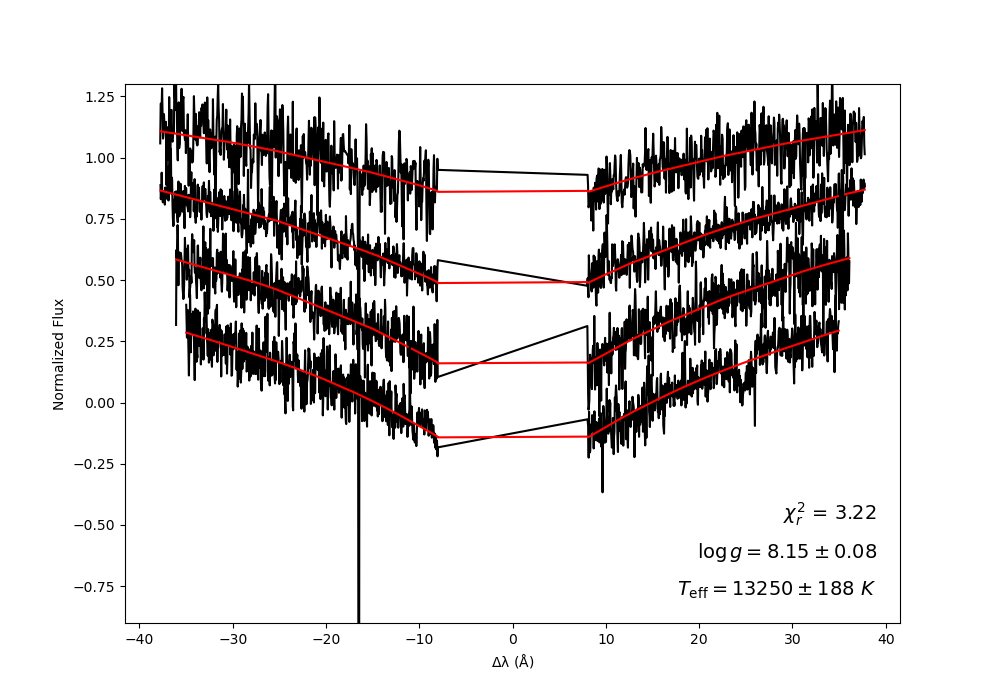 1.25
1.00
0.75
0.50
0.25
0.00
−0.25
−0.50
−0.75
Normalized Flux
χ²ᵣ = 3.22
log g = 8.15 ± 0.08
T_eff = 13250 ± 188 K
−40 −30 −20 −10 0 10 20 30 40
Δλ (Å)